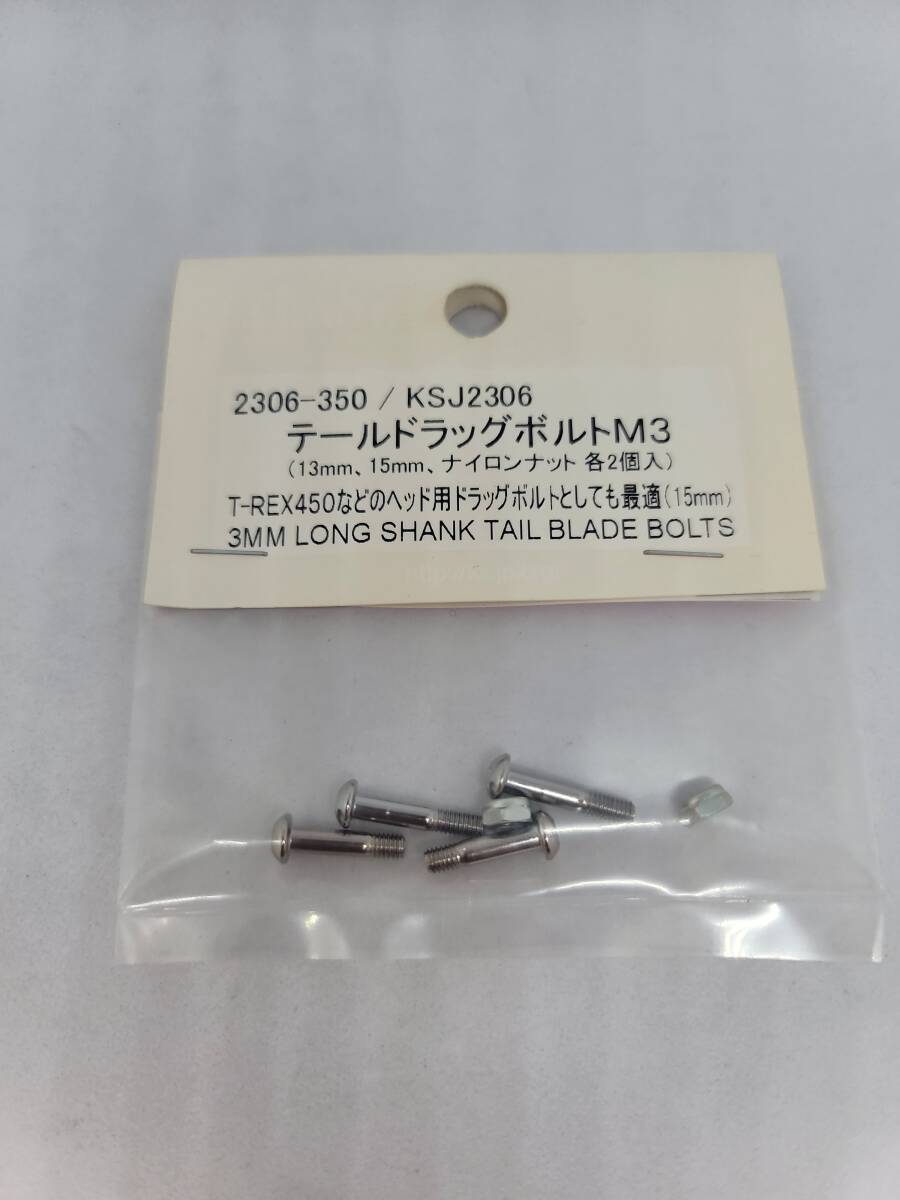 2306-350 / KSJ2306
テールドラッグボルトM3
(13mm、15mm、ナイロンナット 各2個入)
T-REX450などのヘッド用ドラッグボルトとしても最適(15mm)
3MM LONG SHANK TAIL BLADE BOLTS